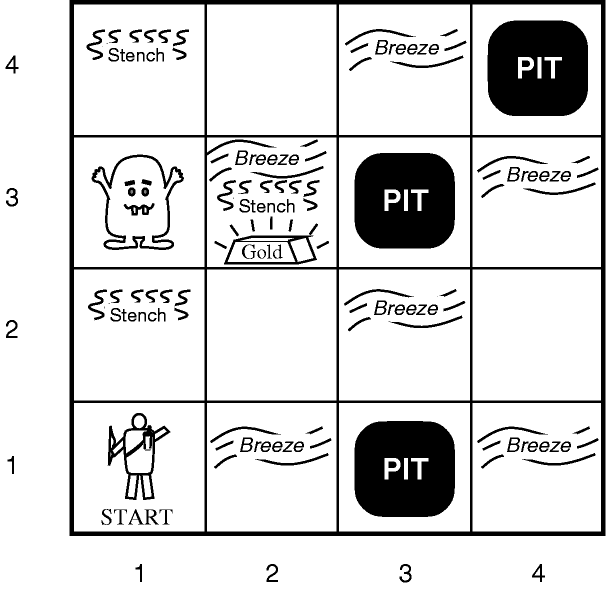 4
Stench
Breeze
PIT
3
Breeze
Stench
Gold
PIT
Breeze
2
Stench
Breeze
1
START
Breeze
PIT
Breeze
1 2 3 4